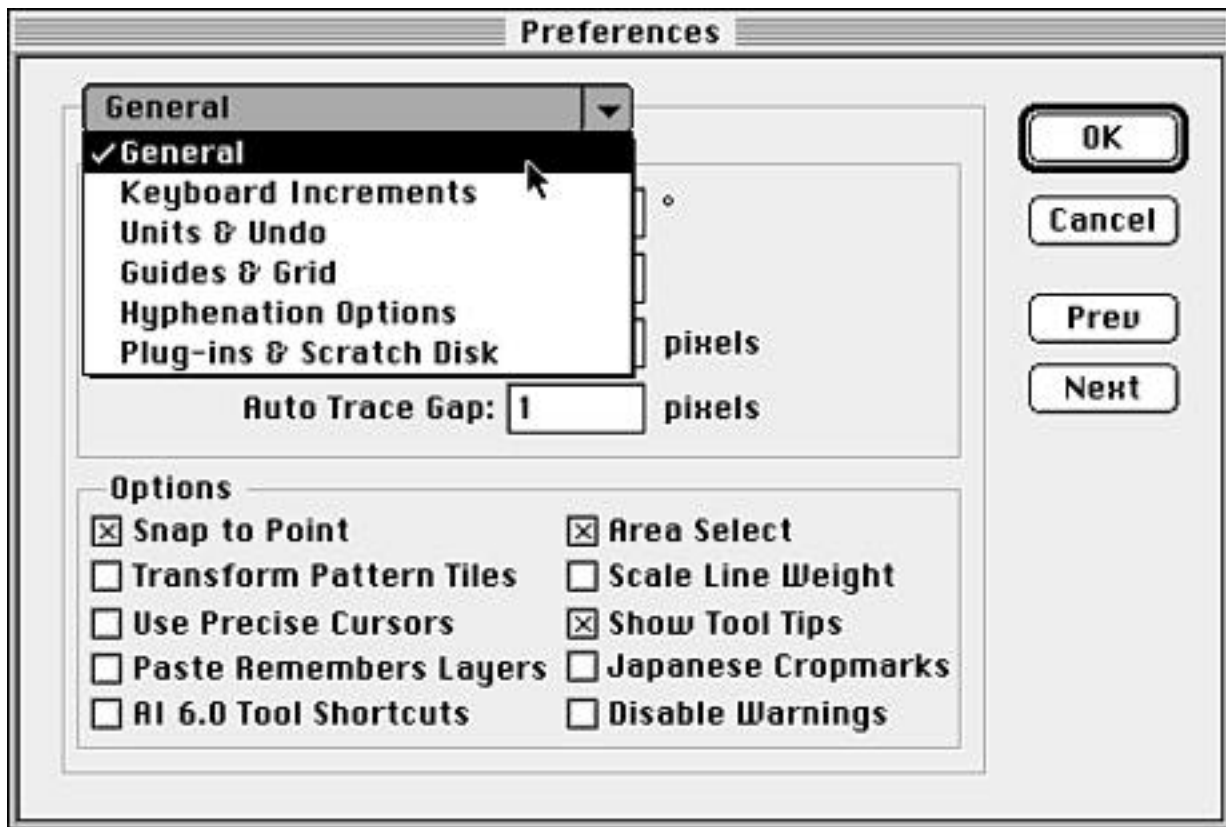 Preferences
General
✓General
Keyboard Increments
Units & Undo
Guides & Grid
Hyphenation Options
Plug-ins & Scratch Disk
°
pixels
Auto Trace Gap: 1 pixels
OK
Cancel
Prev
Next
Options
Snap to Point
Area Select
Transform Pattern Tiles
Scale Line Weight
Use Precise Cursors
Show Tool Tips
Paste Remembers Layers
Japanese Cropmarks
AI 6.0 Tool Shortcuts
Disable Warnings